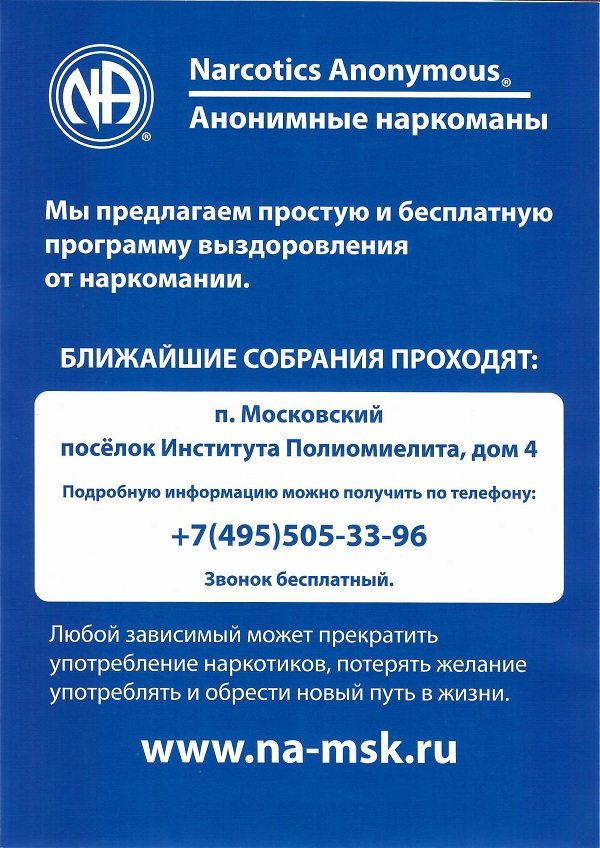 NA
®
Narcotics Anonymous®
Анонимные наркоманы
Мы предлагаем простую и бесплатную
программу выздоровления
от наркомании.
БЛИЖАЙШИЕ СОБРАНИЯ ПРОХОДЯТ:
п. Московский
посёлок Института Полиомиелита, дом 4
Подробную информацию можно получить по телефону:
+7(495)505-33-96
Звонок бесплатный.
Любой зависимый может прекратить
употребление наркотиков, потерять желание
употреблять и обрести новый путь в жизни.
www.na-msk.ru